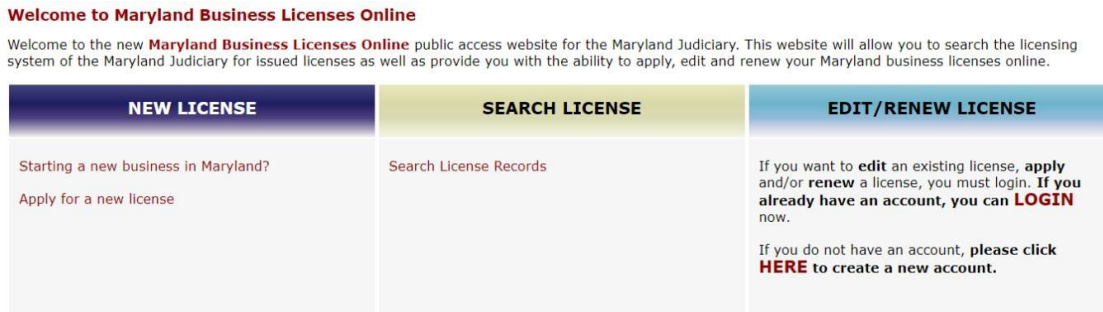 Welcome to Maryland Business Licenses Online
Welcome to the new Maryland Business Licenses Online public access website for the Maryland Judiciary. This website will allow you to search the licensing
system of the Maryland Judiciary for issued licenses as well as provide you with the ability to apply, edit and renew your Maryland business licenses online.
NEW LICENSE
Starting a new business in Maryland?
Apply for a new license
SEARCH LICENSE
Search License Records
EDIT/RENEW LICENSE
If you want to edit an existing license, apply
and/or renew a license, you must login. If you
already have an account, you can LOGIN
now.
If you do not have an account, please click
HERE to create a new account.